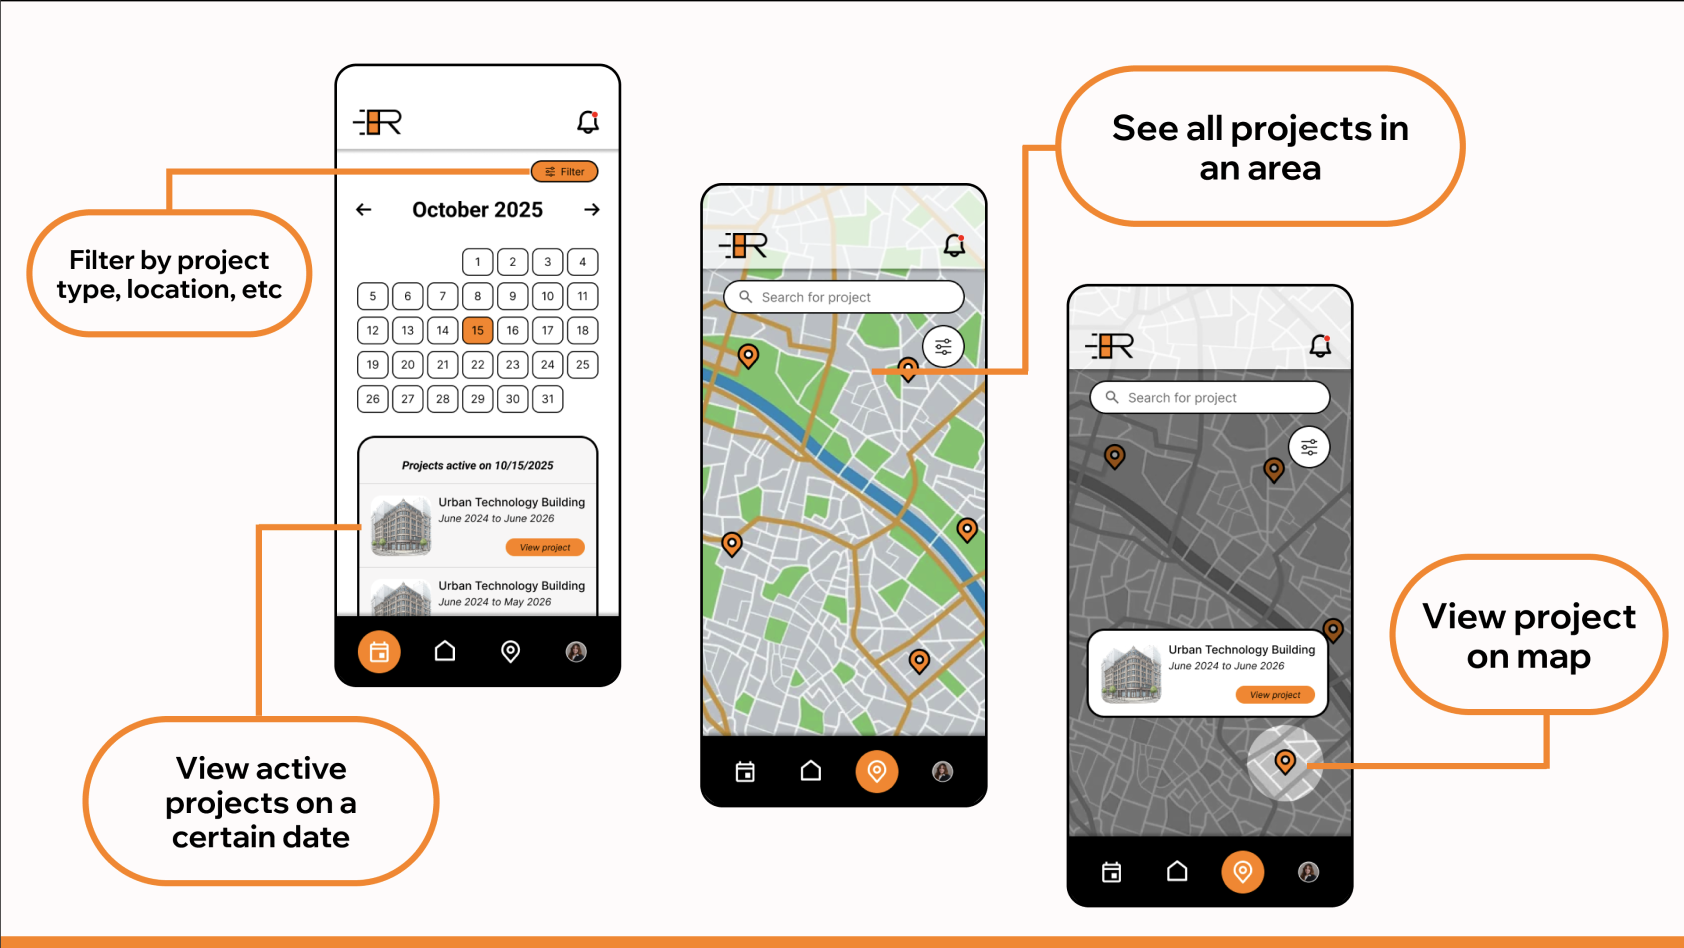 Filter
October 2025
1 2 3 4
5 6 7 8 9 10 11
12 13 14 15 16 17 18
19 20 21 22 23 24 25
26 27 28 29 30 31
Projects active on 10/15/2025
Urban Technology Building
June 2024 to June 2026
View project
Urban Technology Building
June 2024 to May 2026
Filter by project
type, location, etc
View active
projects on a
certain date
R
Search for project
See all projects in
an area
R
Search for project
Urban Technology Building
June 2024 to June 2026
View project
View project
on map
R